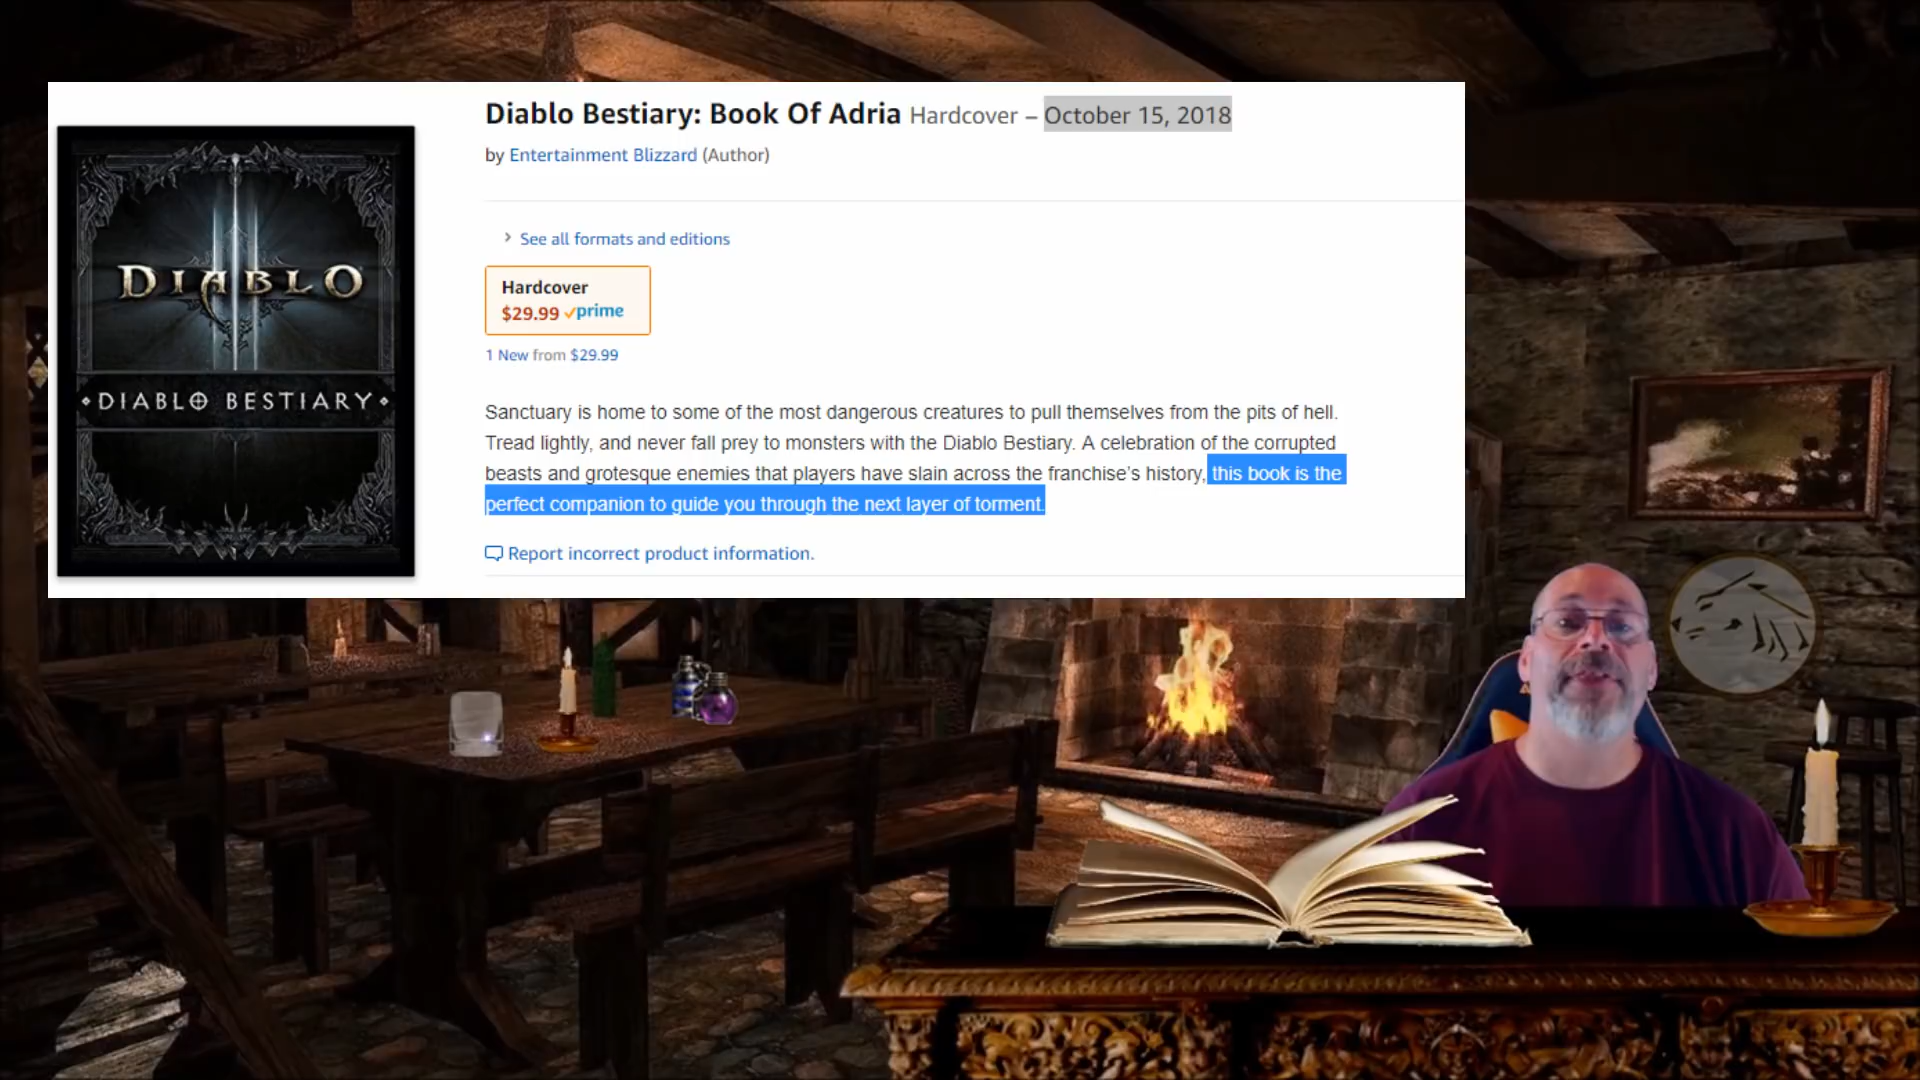 Diablo Bestiary: Book Of Adria Hardcover – October 15, 2018
by Entertainment Blizzard (Author)
See all formats and editions
Hardcover
$29.99 prime
1 New from $29.99
Sanctuary is home to some of the most dangerous creatures to pull themselves from the pits of hell.
Tread lightly, and never fall prey to monsters with the Diablo Bestiary. A celebration of the corrupted
beasts and grotesque enemies that players have slain across the franchise's history, this book is the
perfect companion to guide you through the next layer of torment.
Report incorrect product information.
DIABLO
DIABLO BESTIARY